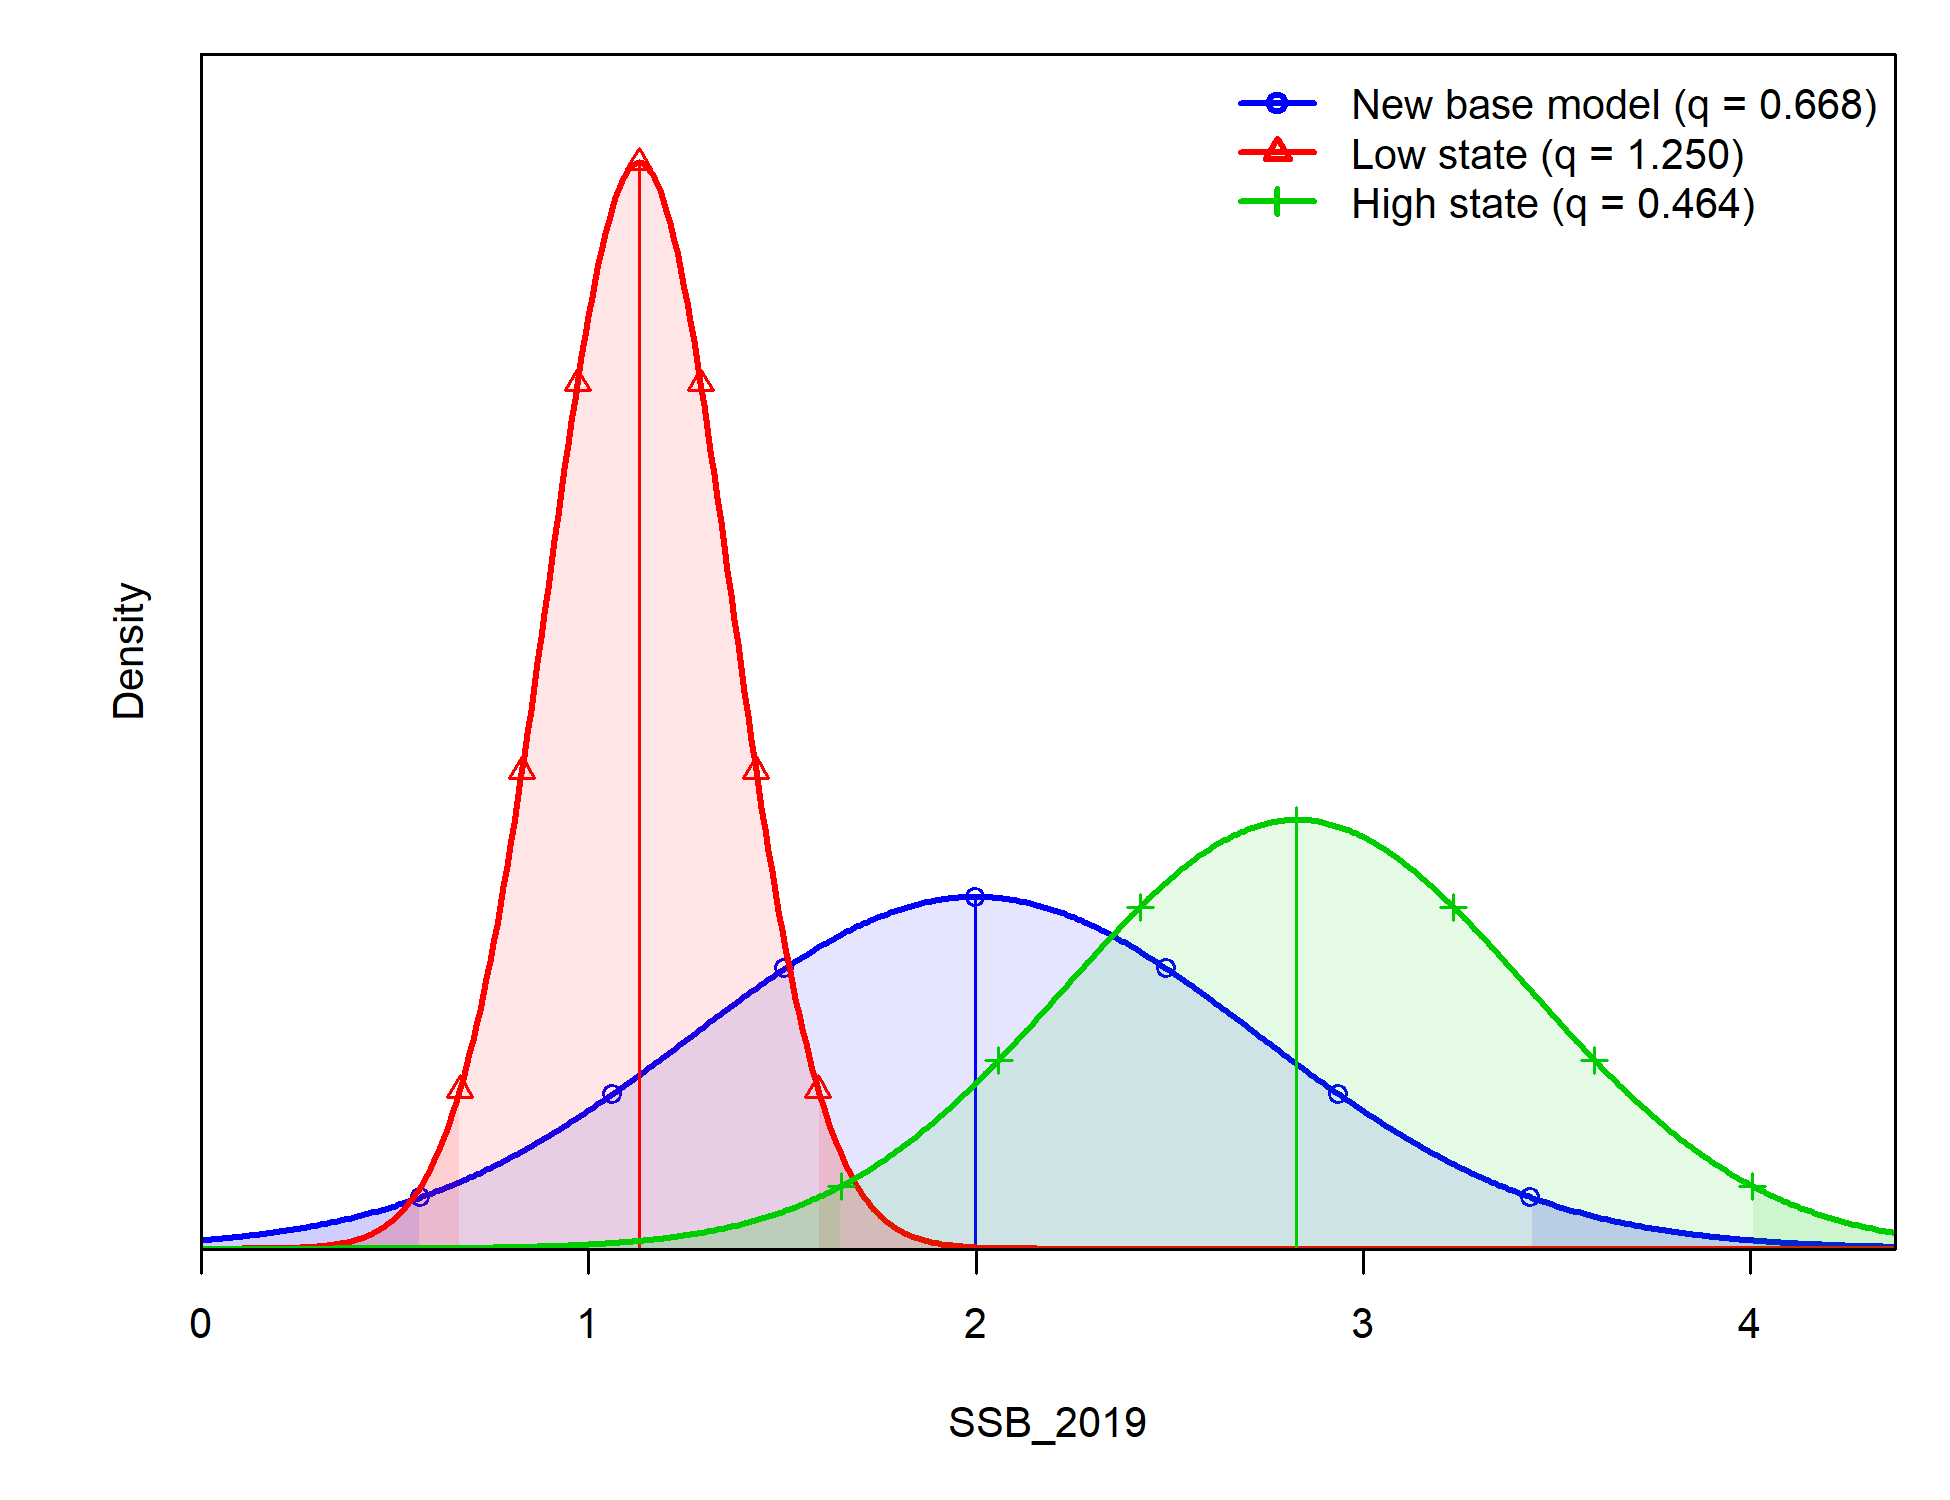 New base model (q = 0.668)
Low state (q = 1.250)
High state (q = 0.464)
Density
0 1 2 3 4
SSB_2019